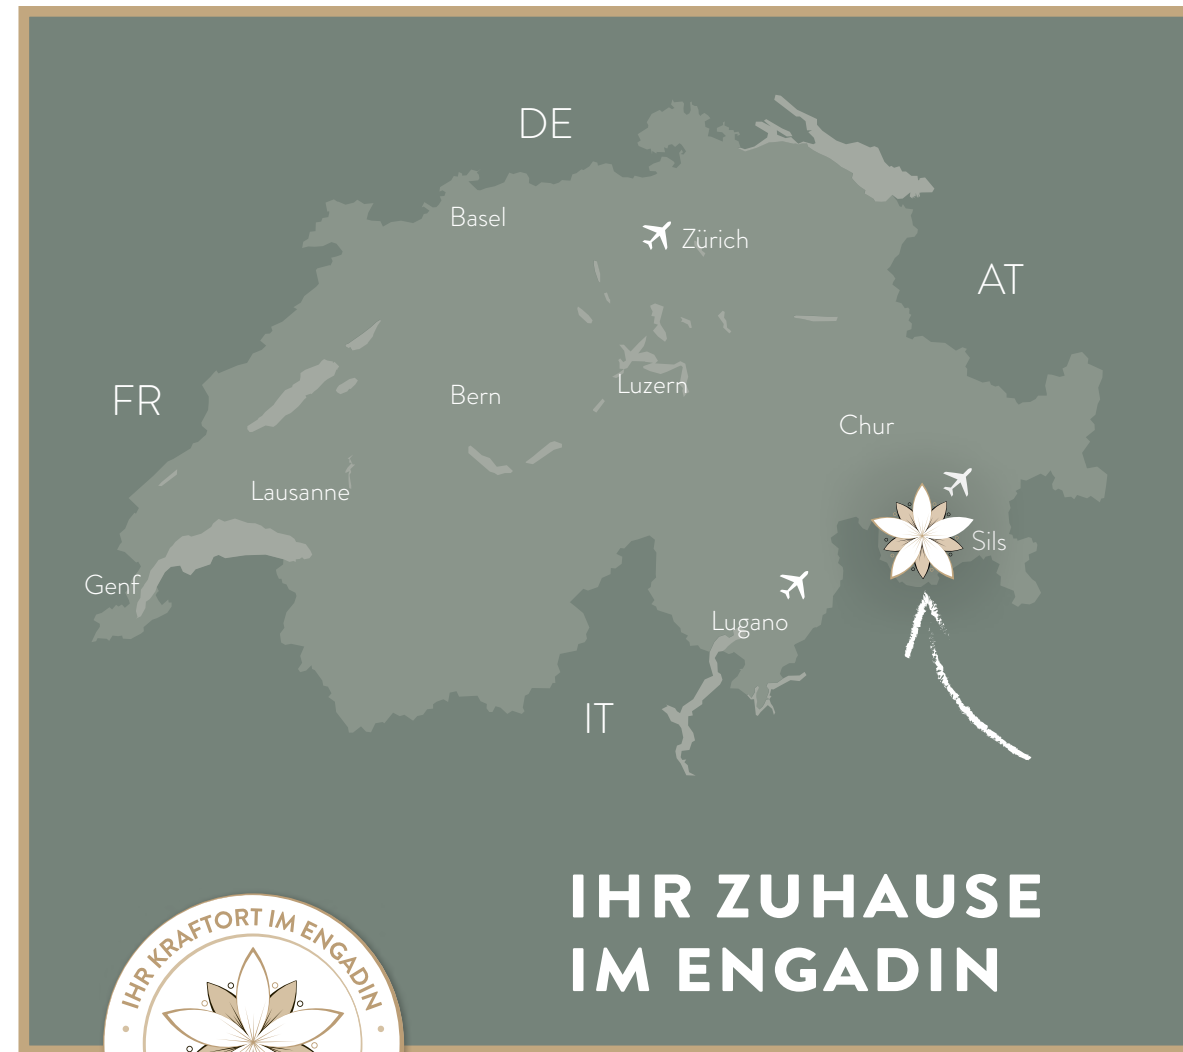 DE
Basel
Zürich
AT
FR
Bern
Luzern
Chur
Lausanne
Sils
Genf
Lugano
IT
IHR ZUHAUSE
IM ENGADIN
IHR KRAFTORT IM ENGADIN